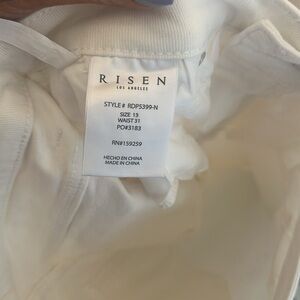 RISEN
LOS ANGELES
STYLE# RDP5399-N
SIZE 13
WAIST 31
PO#3183
RN#159259
HECHO EN CHINA
MADE IN CHINA